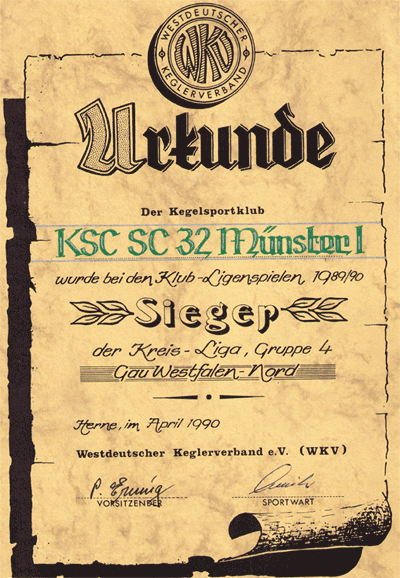 WESTDEUTSCHER
WKV
KEGLERVERBAND
Urkunde
Der Kegelsportklub
KSC SC 32 Münster I
wurde bei den Klub-Ligenspielen 1989/90
Sieger
der Kreis-Liga, Gruppe 4
Gau Westfalen-Nord
Herne, im April 1990
Westdeutscher Keglerverband e.V. (WKV)
VORSITZENDER
SPORTWART